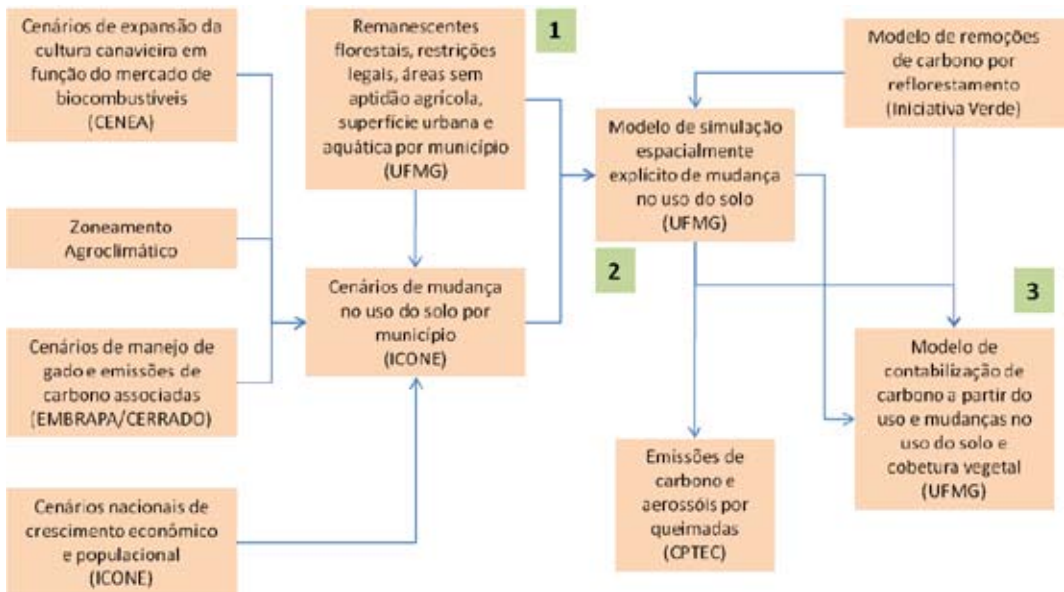 Cenários de expansão da
cultura canavieira em
função do mercado de
biocombustíveis
(CENEA)
Zoneamento
Agroclimático
Cenários de manejo de
gado e emissões de
carbono associadas
(EMBRAPA/CERRADO)
Cenários nacionais de
crescimento econômico
e populacional
(ICONE)
Remanescentes
florestais, restrições
legais, áreas sem
aptidão agrícola,
superfície urbana e
aquática por município
(UFMG)
1
Cenários de mudança
no uso do solo por
município
(ICONE)
Modelo de simulação
espacialmente
explícito de mudança
no uso do solo
(UFMG)
2
Emissões de
carbono e
aerossóis por
queimadas
(CPTEC)
Modelo de remoções
de carbono por
reflorestamento
(Iniciativa Verde)
3
Modelo de
contabilização de
carbono a partir do
uso e mudanças no
uso do solo e
cobetura vegetal
(UFMG)